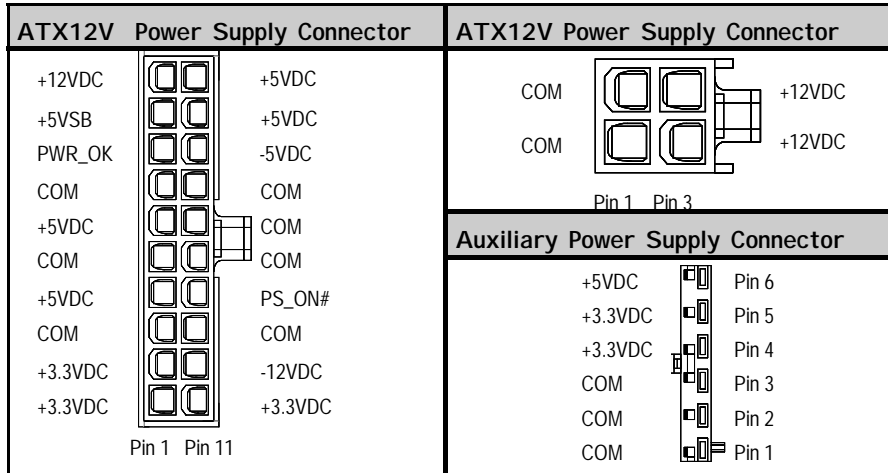 ATX12V Power Supply Connector
+12VDC +5VDC
+5VSB +5VDC
PWR_OK -5VDC
COM COM
+5VDC COM
COM COM
+5VDC PS_ON#
COM COM
+3.3VDC -12VDC
+3.3VDC +3.3VDC
Pin 1 Pin 11
ATX12V Power Supply Connector
COM +12VDC
COM +12VDC
Pin 1 Pin 3
Auxiliary Power Supply Connector
+5VDC Pin 6
+3.3VDC Pin 5
+3.3VDC Pin 4
COM Pin 3
COM Pin 2
COM Pin 1